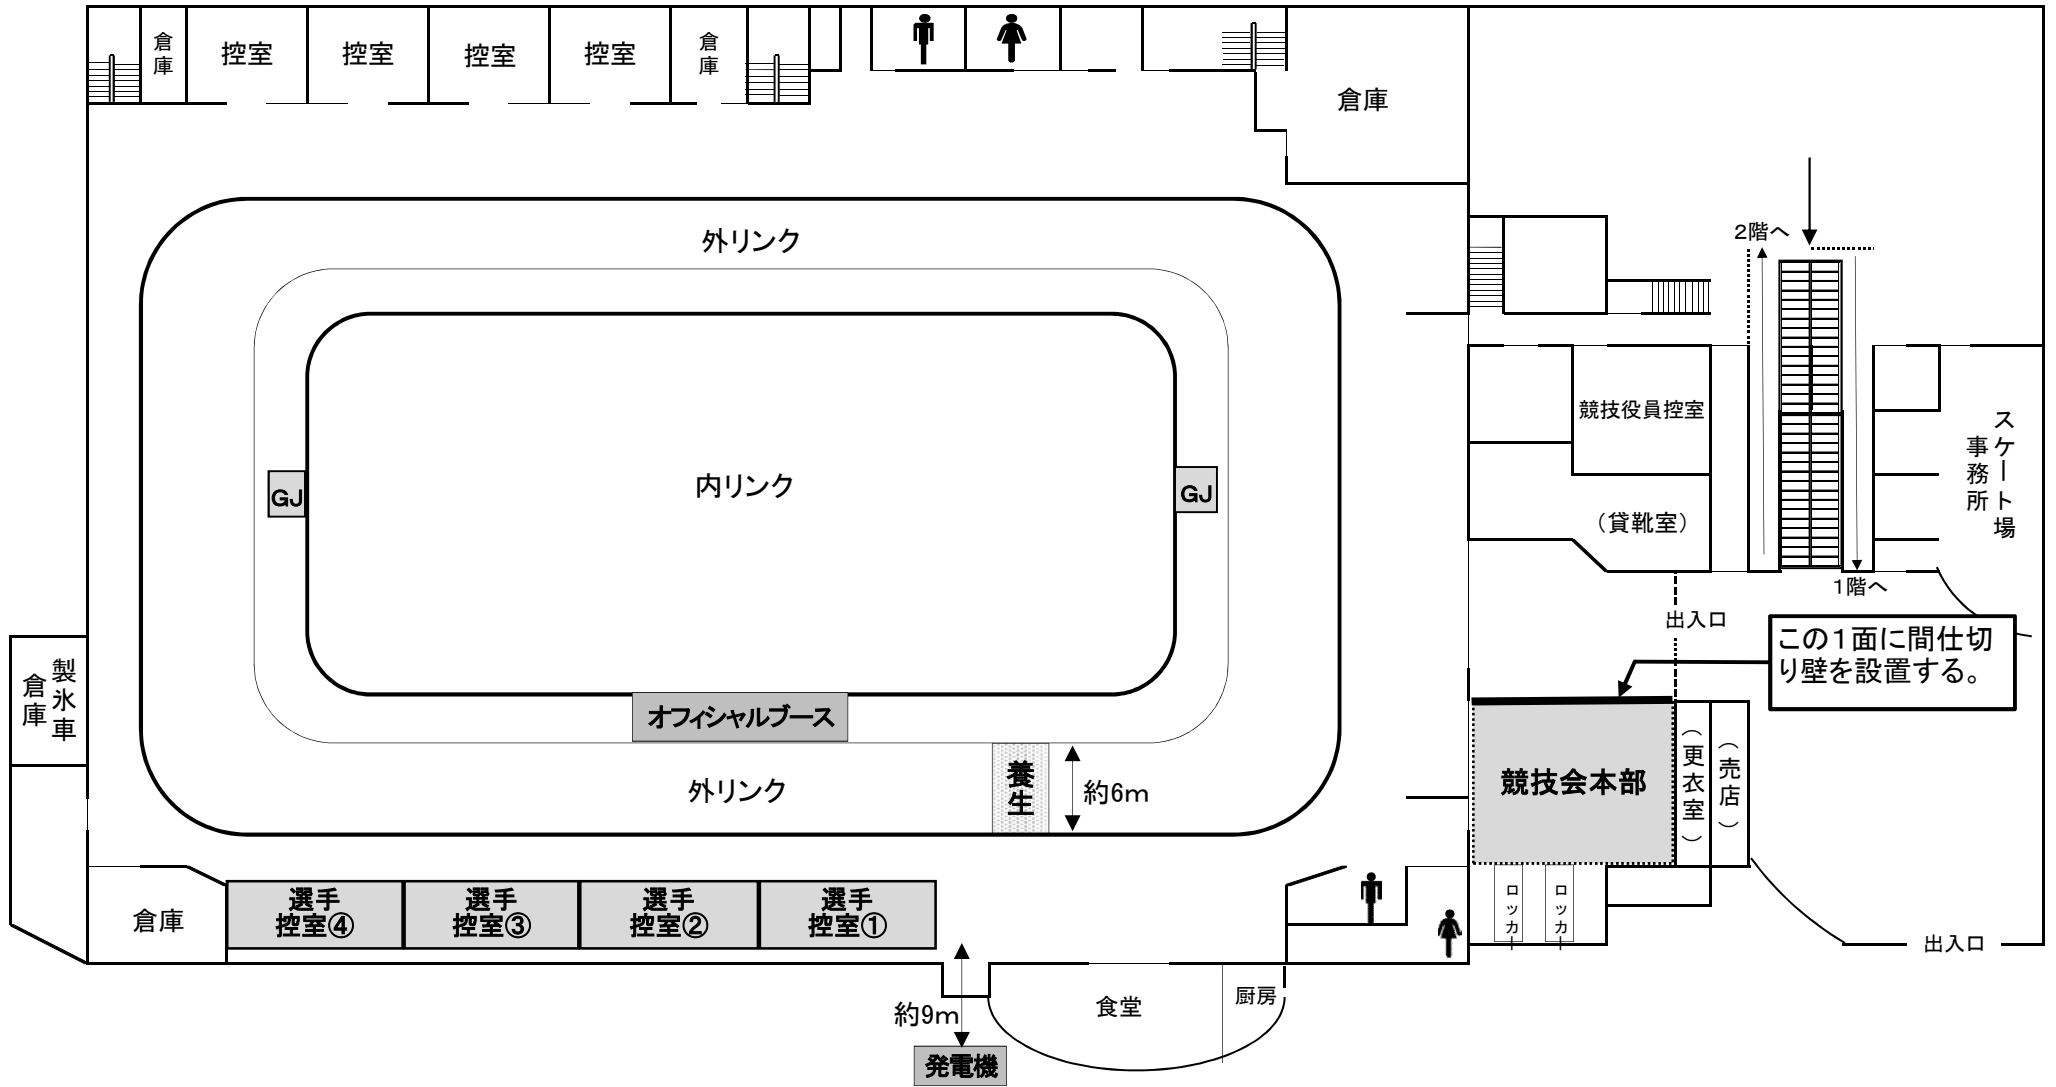 倉庫
控室
控室
控室
控室
倉庫
倉庫
外リンク
2階へ
競技役員控室
スケート場
事務所
内リンク
GJ
GJ
（貸靴室）
1階へ
出入口
この１面に間仕切
り壁を設置する。
製氷車
倉庫
オフィシャルブース
外リンク
養生
約6m
競技会本部
（更衣室）
（売店）
倉庫
選手
控室④
選手
控室③
選手
控室②
選手
控室①
ロッカー
ロッカー
出入口
約9m
食堂
厨房
発電機